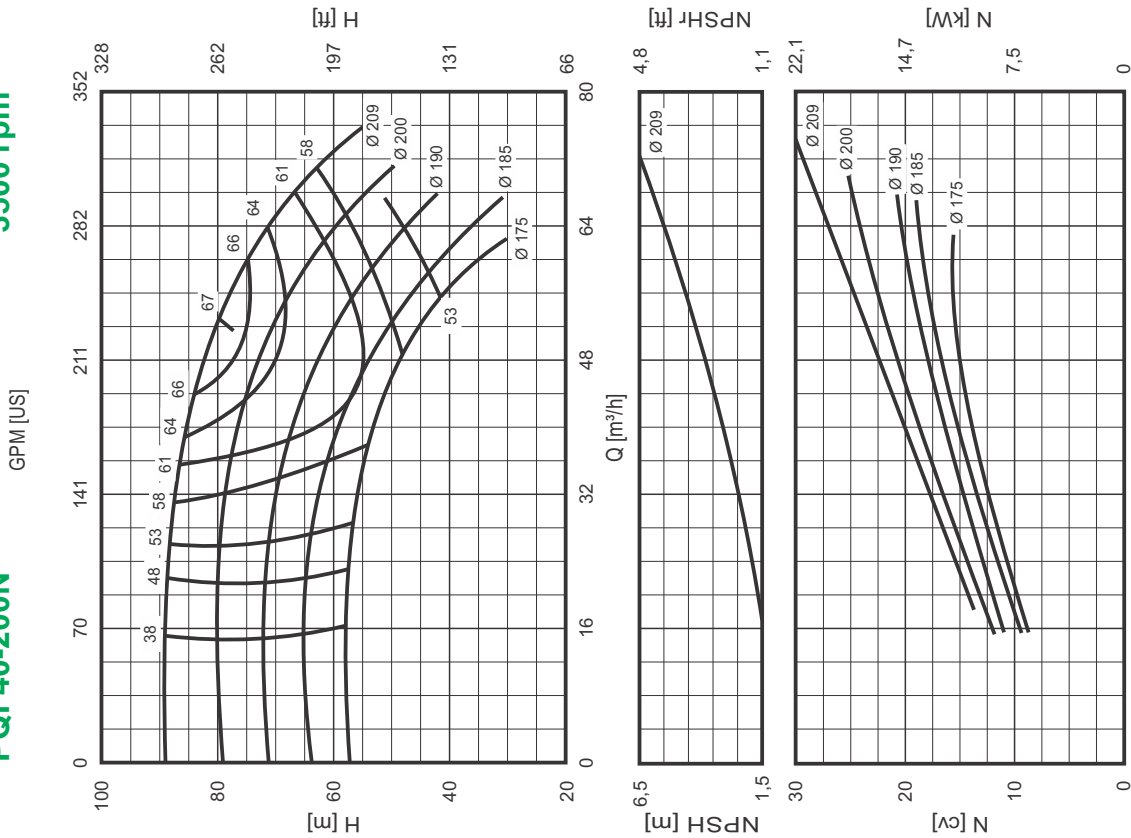 40-200N
3500 rpm
GPM [US]
0 70 141 211 282 352
H [m]
100
80
60
40
20
H [ft]
328
262
197
131
66
38 48 53 58 61 64 66 67 66 64 61 58
53
Ø 209
Ø 200
Ø 190
Ø 185
Ø 175
0 16 32 48 64 80
Q [m³/h]
NPSH [m]
6,5
1,5
NPSHr [ft]
4,8
1,1
Ø 209
N [cv]
30
20
10
0
N [kW]
22,1
14,7
7,5
0
Ø 209
Ø 200
Ø 190
Ø 185
Ø 175